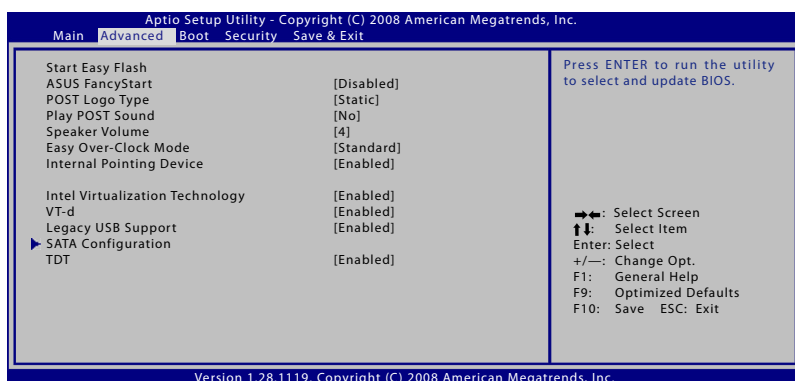 Aptio Setup Utility - Copyright (C) 2008 American Megatrends, Inc.
Main Advanced Boot Security Save & Exit
Start Easy Flash
ASUS FancyStart [Disabled]
POST Logo Type [Static]
Play POST Sound [No]
Speaker Volume [4]
Easy Over-Clock Mode [Standard]
Internal Pointing Device [Enabled]
Intel Virtualization Technology [Enabled]
VT-d [Enabled]
Legacy USB Support [Enabled]
SATA Configuration
TDT [Enabled]
Press ENTER to run the utility
to select and update BIOS.
→←: Select Screen
↑↓: Select Item
Enter: Select
+/—: Change Opt.
F1: General Help
F9: Optimized Defaults
F10: Save ESC: Exit
Version 1.28.1119. Copyright (C) 2008 American Megatrends, Inc.